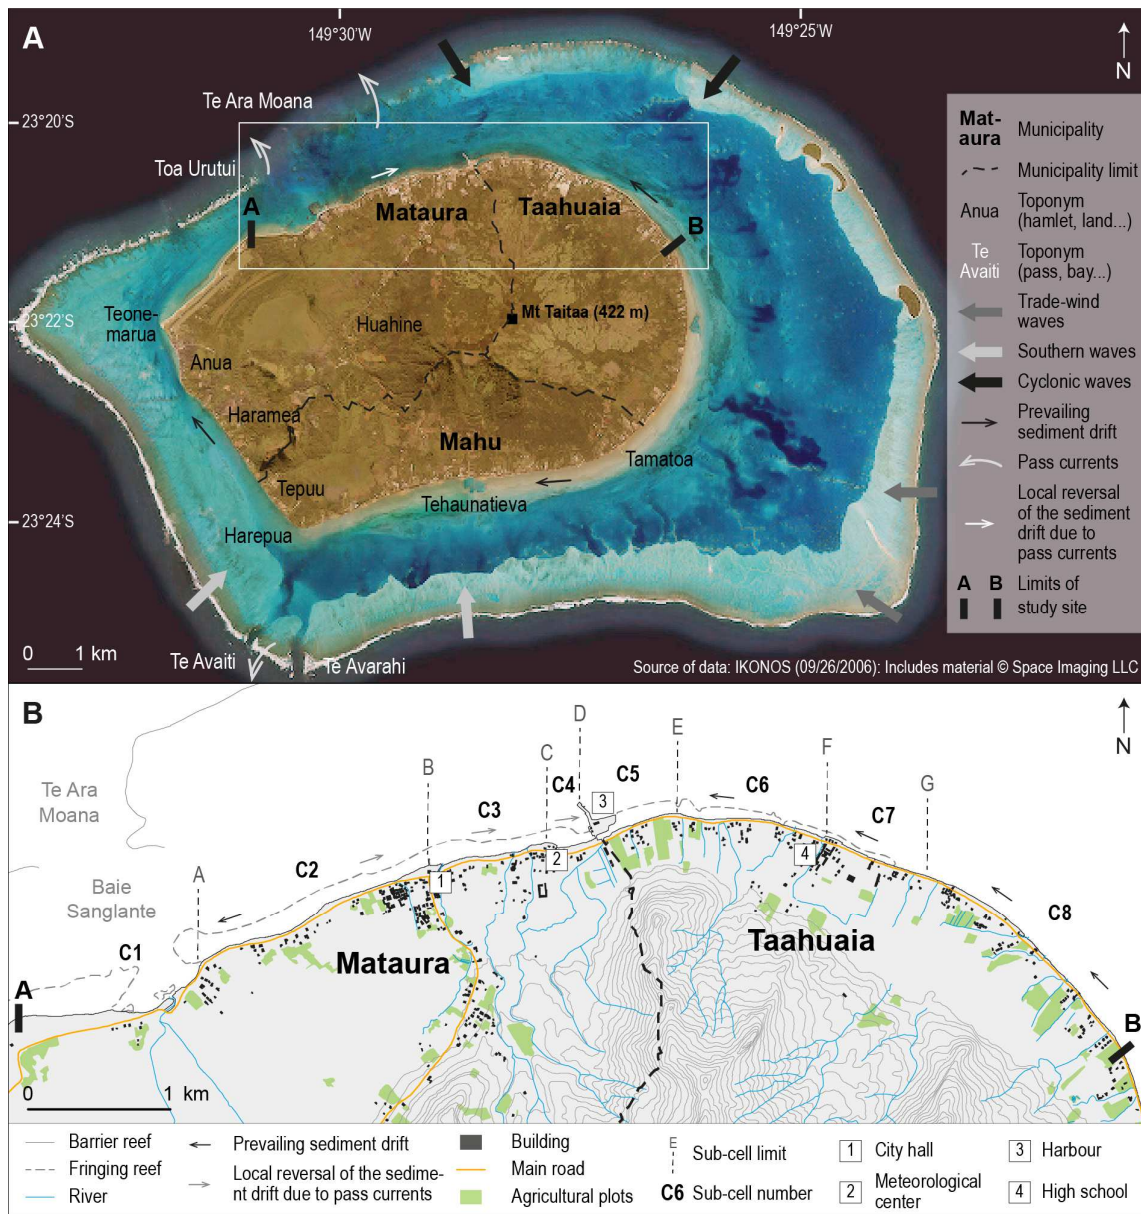 A
149°30'W
149°25'W
N
Te Ara Moana
23°20'S
Toa Urutui
A
Mataura
Taahuaia
B
Teone-
marua
23°22'S
Mt Taitaa (422 m)
Huahine
Anua
Haramea
Mahu
Tamatoa
Tepuu
Tehaunatieva
23°24'S
Harepua
0 1 km
Te Avaiti
Te Avarahi
Source of data: IKONOS (09/26/2006): Includes material © Space Imaging LLC
Mat-
aura
Municipality
Municipality limit
Anua
Toponym
(hamlet, land...)
Te
Avaiti
Toponym
(pass, bay...)
Trade-wind
waves
Southern waves
Cyclonic waves
Prevailing
sediment drift
Pass currents
Local reversal
of the sediment
drift due to
pass currents
A B
Limits of
study site
B
N
D
E
F
G
C
B
A
C4
C5
3
C6
C3
C7
Te Ara
Moana
2
4
C2
1
Baie
Sanglante
C8
C1
Mataura
Taahuaia
A
B
0 1 km
Barrier reef
Fringing reef
River
Prevailing sediment drift
Local reversal of the sedime-
nt drift due to pass currents
Building
Main road
Agricultural plots
E
Sub-cell limit
C6
Sub-cell number
1
City hall
2
Meteorological
center
3
Harbour
4
High school